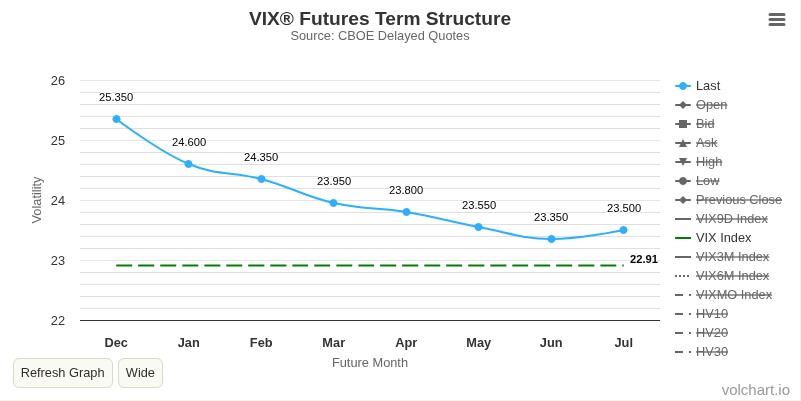 VIX® Futures Term Structure
Source: CBOE Delayed Quotes
Volatility
26
25
24
23
22
25.350
24.600
24.350
23.950
23.800
23.550
23.350
23.500
22.91
Dec Jan Feb Mar Apr May Jun Jul
Future Month
Last
Open
Bid
Ask
High
Low
Previous Close
VIX9D Index
VIX Index
VIX3M Index
VIX6M Index
VIXMO Index
HV10
HV20
HV30
Refresh Graph Wide
volchart.io